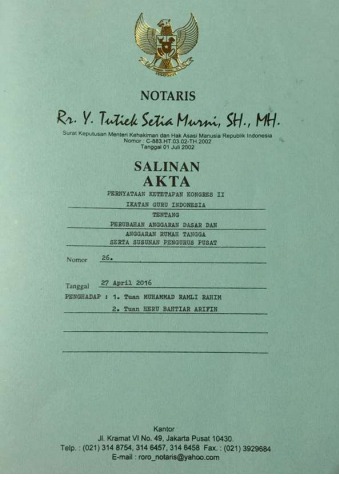 NOTARIS
Rr. Y. Tutiek Setia Murni, SH., MH.
Surat Keputusan Menteri Kehakiman dan Hak Asasi Manusia Republik Indonesia
Nomor : C-883.HT.03.02-TH.2002
Tanggal 01 Juli 2002
SALINAN
AKTA
PERNYATAAN KETETAPAN KONGRES II
IKATAN GURU INDONESIA
TENTANG
PERUBAHAN ANGGARAN DASAR DAN
ANGGARAN RUMAH TANGGA
SERTA SUSUNAN PENGURUS PUSAT
Nomor 26.
Tanggal 27 April 2016
PENGHADAP : 1. Tuan MUHAMMAD RAMLI RAHIM
2. Tuan HERU BAHTIAR ARIFIN
Kantor
Jl. Kramat VI No. 49, Jakarta Pusat 10430.
Telp. : (021) 314 8754, 314 6457, 314 6458 Fax. : (021) 3929684
E-mail : roro_notaris@yahoo.com